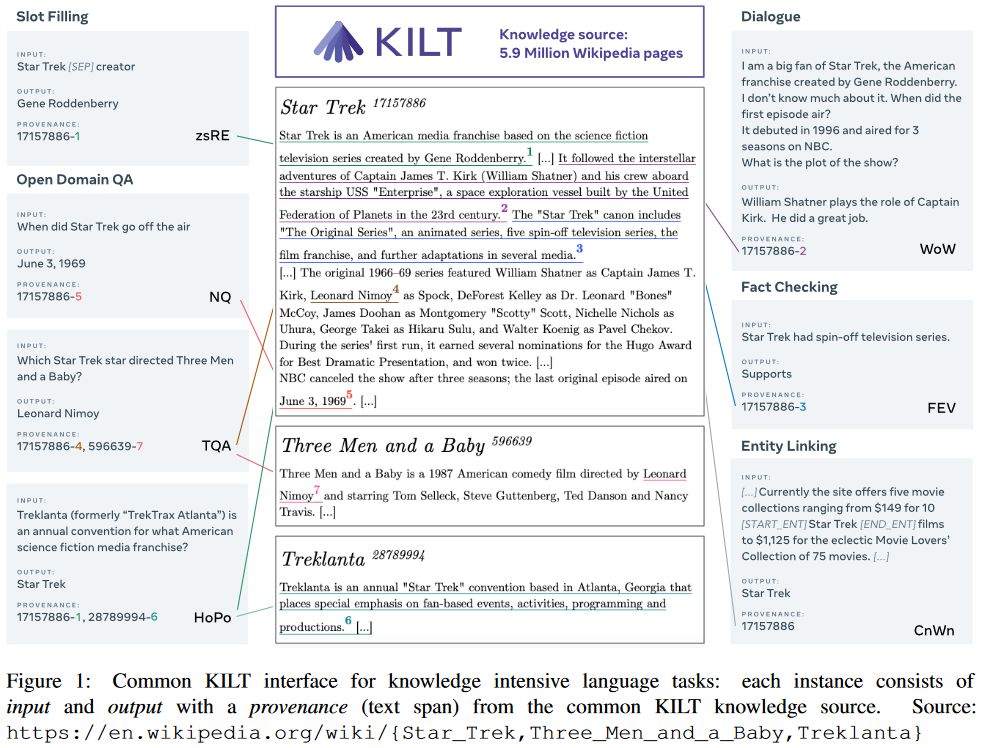 Slot Filling
INPUT:
Star Trek [SEP] creator
OUTPUT:
Gene Roddenberry
PROVENANCE:
17157886-1
zsRE
Open Domain QA
INPUT:
When did Star Trek go off the air
OUTPUT:
June 3, 1969
PROVENANCE:
17157886-5
NQ
INPUT:
Which Star Trek star directed Three Men
and a Baby?
OUTPUT:
Leonard Nimoy
PROVENANCE:
17157886-4, 596639-7
TQA
INPUT:
Treklanta (formerly “TrekTrax Atlanta”) is
an annual convention for what American
science fiction media franchise?
OUTPUT:
Star Trek
PROVENANCE:
17157886-1, 28789994-6
HoPo
KILT
Knowledge source:
5.9 Million Wikipedia pages
Star Trek 17157886
Star Trek is an American media franchise based on the science fiction
television series created by Gene Roddenberry.1 [...] It followed the interstellar
adventures of Captain James T. Kirk (William Shatner) and his crew aboard
the starship USS "Enterprise", a space exploration vessel built by the United
Federation of Planets in the 23rd century.2 The "Star Trek" canon includes
"The Original Series", an animated series, five spin-off television series, the
film franchise, and further adaptations in several media.3
[...] The original 1966–69 series featured William Shatner as Captain James T.
Kirk, Leonard Nimoy4 as Spock, DeForest Kelley as Dr. Leonard "Bones"
McCoy, James Doohan as Montgomery "Scotty" Scott, Nichelle Nichols as
Uhura, George Takei as Hikaru Sulu, and Walter Koenig as Pavel Chekov.
During the series' first run, it earned several nominations for the Hugo Award
for Best Dramatic Presentation, and won twice. [...]
NBC canceled the show after three seasons; the last original episode aired on
June 3, 19695. [...]
Three Men and a Baby 596639
Three Men and a Baby is a 1987 American comedy film directed by Leonard
Nimoy7 and starring Tom Selleck, Steve Guttenberg, Ted Danson and Nancy
Travis. [...]
Treklanta 28789994
Treklanta is an annual "Star Trek" convention based in Atlanta, Georgia that
places special emphasis on fan-based events, activities, programming and
productions.6 [...]
Dialogue
INPUT:
I am a big fan of Star Trek, the American
franchise created by Gene Roddenberry.
I don’t know much about it. When did the
first episode air?
It debuted in 1996 and aired for 3
seasons on NBC.
What is the plot of the show?
OUTPUT:
William Shatner plays the role of Captain
Kirk. He did a great job.
PROVENANCE:
17157886-2
WoW
Fact Checking
INPUT:
Star Trek had spin-off television series.
OUTPUT:
Supports
PROVENANCE:
17157886-3
FEV
Entity Linking
INPUT:
[...] Currently the site offers five movie
collections ranging from $149 for 10
[START_ENT] Star Trek [END_ENT] films
to $1,125 for the eclectic Movie Lovers’
Collection of 75 movies. [...]
OUTPUT:
Star Trek
PROVENANCE:
17157886
CnWn
Figure 1: Common KILT interface for knowledge intensive language tasks: each instance consists of
input and output with a provenance (text span) from the common KILT knowledge source. Source:
https://en.wikipedia.org/wiki/{Star_Trek,Three_Men_and_a_Baby,Treklanta}